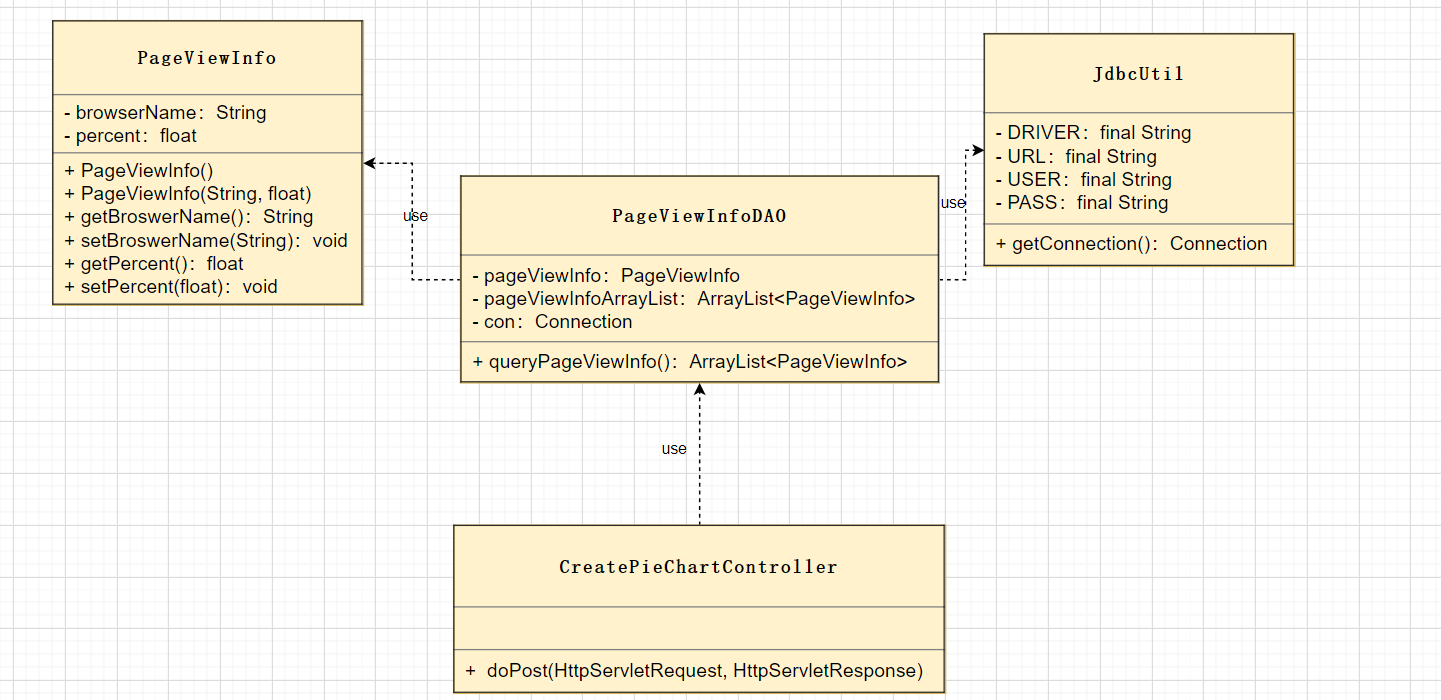 PageViewInfo
- browserName：String
- percent：float
+ PageViewInfo()
+ PageViewInfo(String, float)
+ getBroswerName()：String
+ setBroswerName(String)：void
+ getPercent()：float
+ setPercent(float)：void
use
PageViewInfoDAO
- pageViewInfo：PageViewInfo
- pageViewInfoArrayList：ArrayList<PageViewInfo>
- con：Connection
+ queryPageViewInfo()：ArrayList<PageViewInfo>
use
JdbcUtil
- DRIVER：final String
- URL：final String
- USER：final String
- PASS：final String
+ getConnection()：Connection
use
CreatePieChartController
+ doPost(HttpServletRequest, HttpServletResponse)